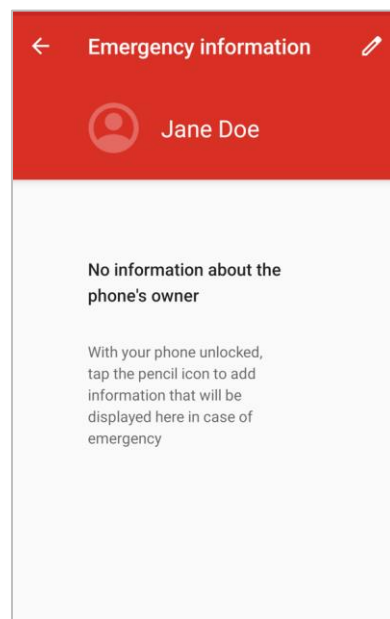 Emergency information
Jane Doe
No information about the
phone's owner
With your phone unlocked,
tap the pencil icon to add
information that will be
displayed here in case of
emergency